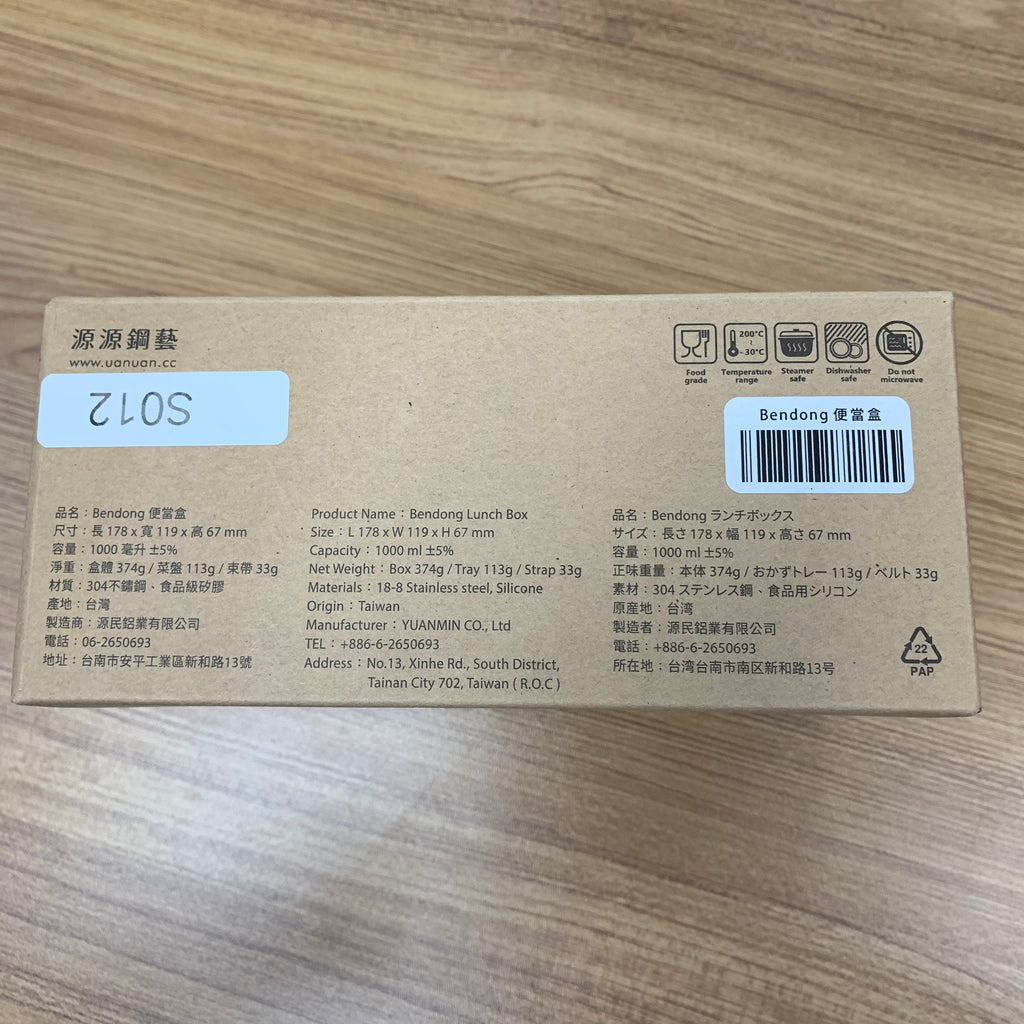 源源鋼藝
www.uanuan.cc
S012
200°C
~
-30°C
Food grade
Temperature range
Steamer safe
Dishwasher safe
Do not microwave
Bendong 便當盒
品名：Bendong 便當盒
尺寸：長 178 x 寬 119 x 高 67 mm
容量：1000 毫升 ±5%
淨重：盒體 374g / 菜盤 113g / 束帶 33g
材質：304不鏽鋼、食品級矽膠
產地：台灣
製造商：源民鋁業有限公司
電話：06-2650693
地址：台南市安平工業區新和路13號
Product Name：Bendong Lunch Box
Size：L 178 x W 119 x H 67 mm
Capacity：1000 ml ±5%
Net Weight：Box 374g / Tray 113g / Strap 33g
Materials：18-8 Stainless steel, Silicone
Origin：Taiwan
Manufacturer：YUANMIN CO., Ltd
TEL：+886-6-2650693
Address：No.13, Xinhe Rd., South District,
Tainan City 702, Taiwan ( R.O.C )
品名：Bendong ランチボックス
サイズ：長さ 178 x 幅 119 x 高さ 67 mm
容量：1000 ml ±5%
正味重量：本体 374g / おかずトレー 113g / ベルト 33g
素材：304 ステンレス鋼、食品用シリコン
原産地：台湾
製造者：源民鋁業有限公司
電話：+886-6-2650693
所在地：台湾台南市南区新和路13号
22
PAP